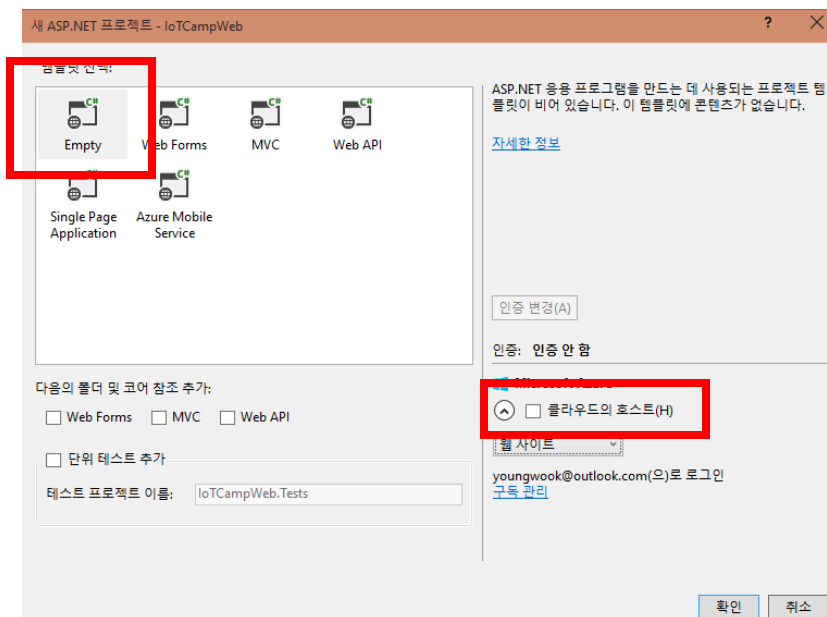 새 ASP.NET 프로젝트 - IoTCampWeb
?
템플릿 선택:
C#
C#
C#
C#
Empty
Web Forms
MVC
Web API
C#
C#
Single Page
Application
Azure Mobile
Service
ASP.NET 응용 프로그램을 만드는 데 사용되는 프로젝트 템
플릿이 비어 있습니다. 이 템플릿에 콘텐츠가 없습니다.
자세한 정보
인증 변경(A)
인증: 인증 안 함
다음의 폴더 및 코어 참조 추가:
Web Forms
MVC
Web API
단위 테스트 추가
테스트 프로젝트 이름:
IoTCampWeb.Tests
Microsoft Azure
클라우드의 호스트(H)
웹 사이트
youngwook@outlook.com(으)로 로그인
구독 관리
확인
취소